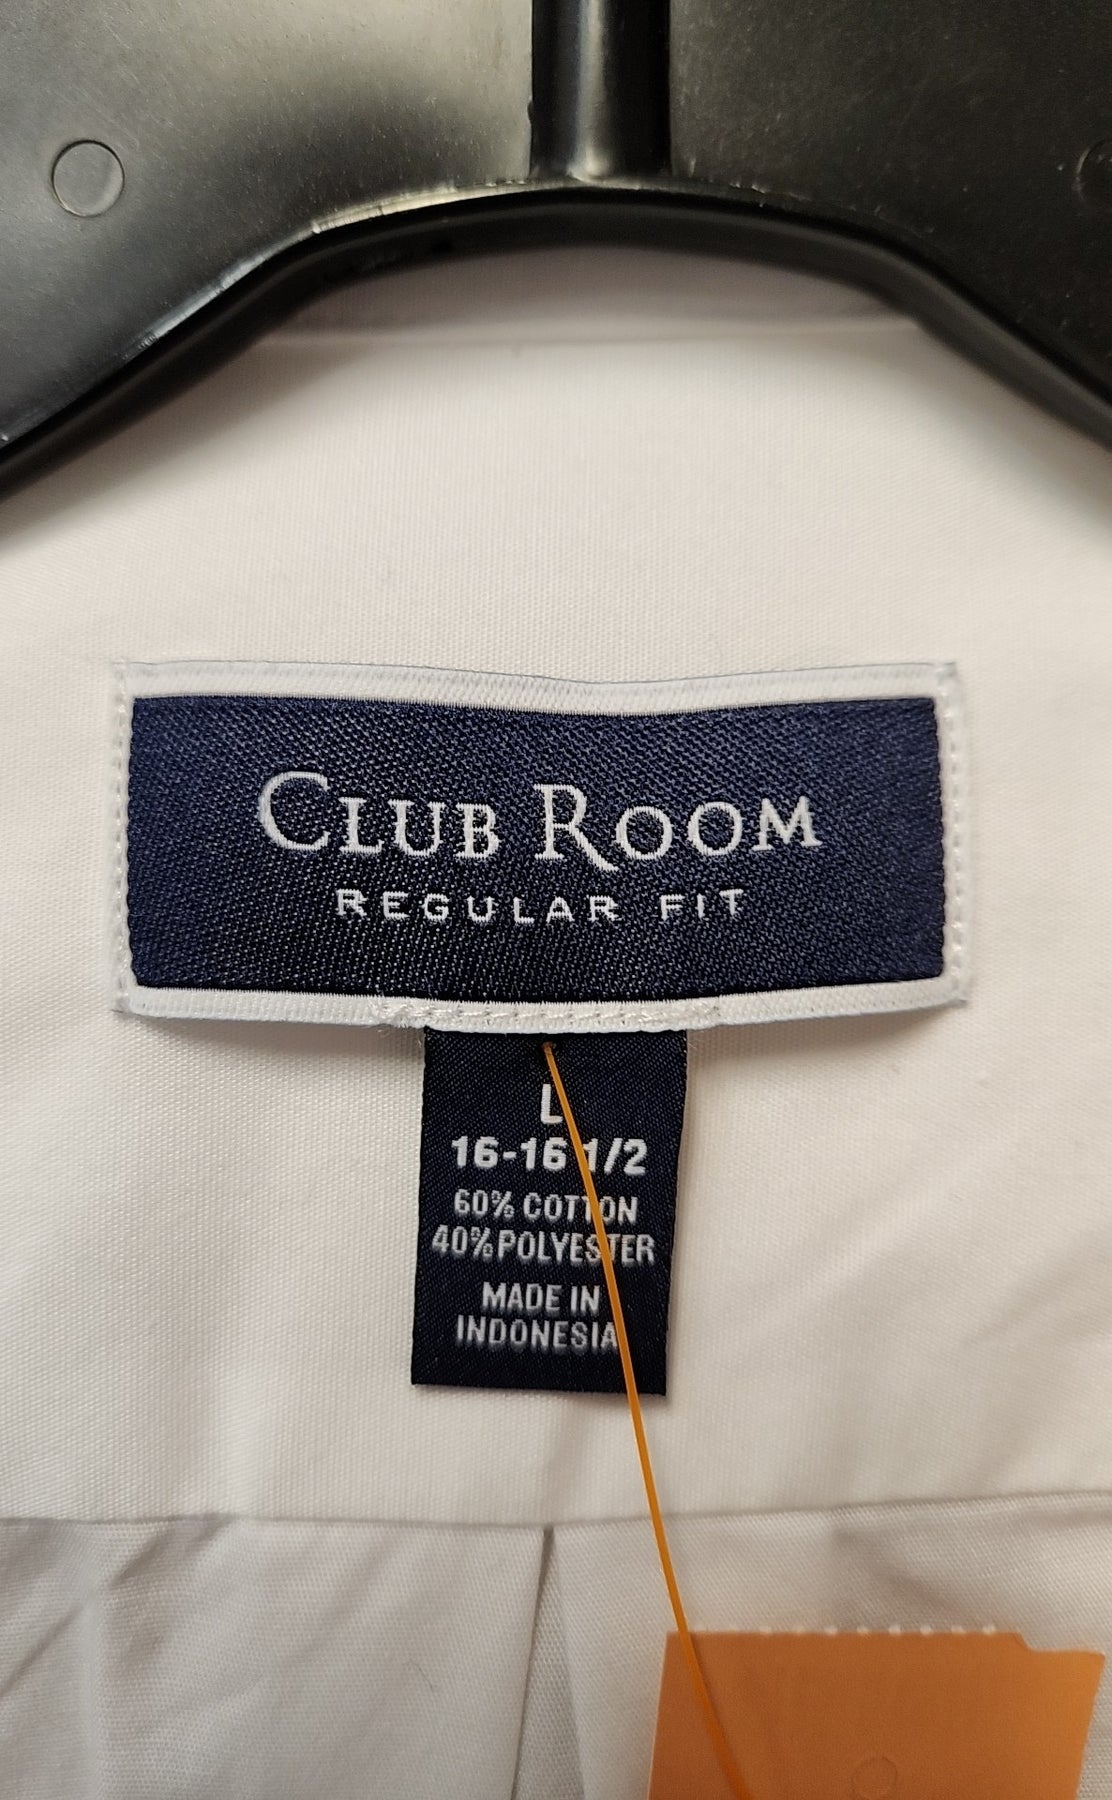 CLUB ROOM
REGULAR FIT
L
16-16 1/2
60% COTTON
40% POLYESTER
MADE IN
INDONESIA